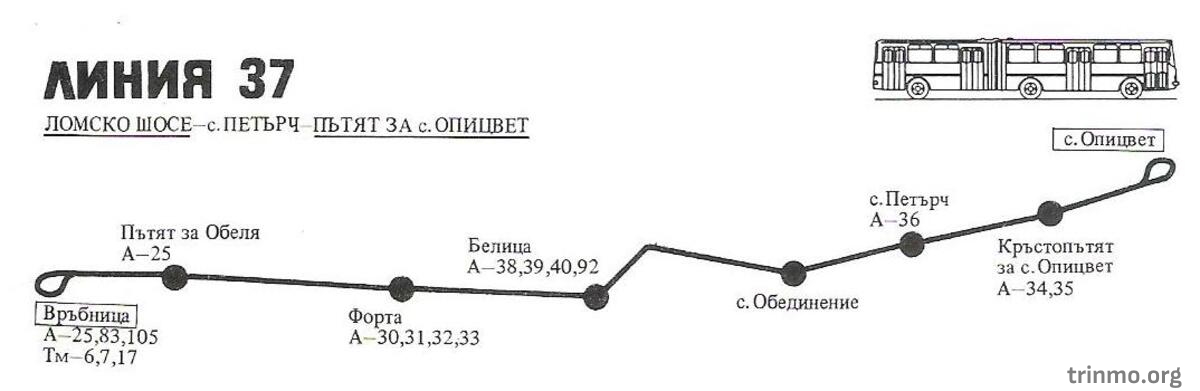 ЛИНИЯ 37
ЛОМСКО ШОСЕ–с. ПЕТЪРЧ–ПЪТЯТ ЗА с. ОПИЦВЕТ
с. Опицвет
с. Петърч
А–36
Пътят за Обеля
А–25
Белица
А–38,39,40,92
Кръстопътят
за с. Опицвет
А–34,35
с. Обединение
Връбница
А–25,83,105
Тм–6,7,17
Форта
А–30,31,32,33
trinmo.org